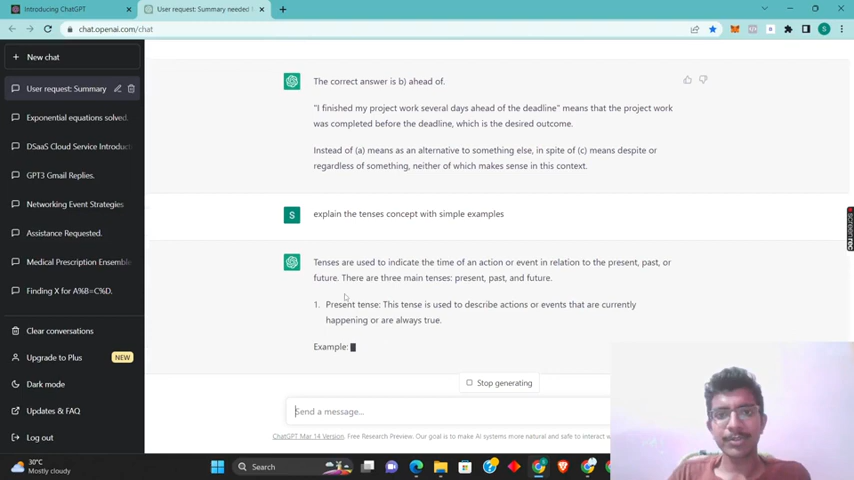 Introducing ChatGPT
User request: Summary needed
chat.openai.com/chat
S
New chat
User request: Summary
Exponential equations solved.
DSaaS Cloud Service Introduct
GPT3 Gmail Replies.
Networking Event Strategies
Assistance Requested.
Medical Prescription Ensemble
Finding X for A%B=C%D.
Clear conversations
Upgrade to Plus
NEW
Dark mode
Updates & FAQ
Log out
The correct answer is b) ahead of.
"I finished my project work several days ahead of the deadline" means that the project work
was completed before the deadline, which is the desired outcome.
Instead of (a) means as an alternative to something else, in spite of (c) means despite or
regardless of something, neither of which makes sense in this context.
S
explain the tenses concept with simple examples
Tenses are used to indicate the time of an action or event in relation to the present, past, or
future. There are three main tenses: present, past, and future.
1. Present tense: This tense is used to describe actions or events that are currently
happening or are always true.
Example:
Stop generating
Send a message...
ChatGPT Mar 14 Version. Free Research Preview. Our goal is to make AI systems more natural and safe to interact w
screenrec
30°C
Mostly cloudy
Search